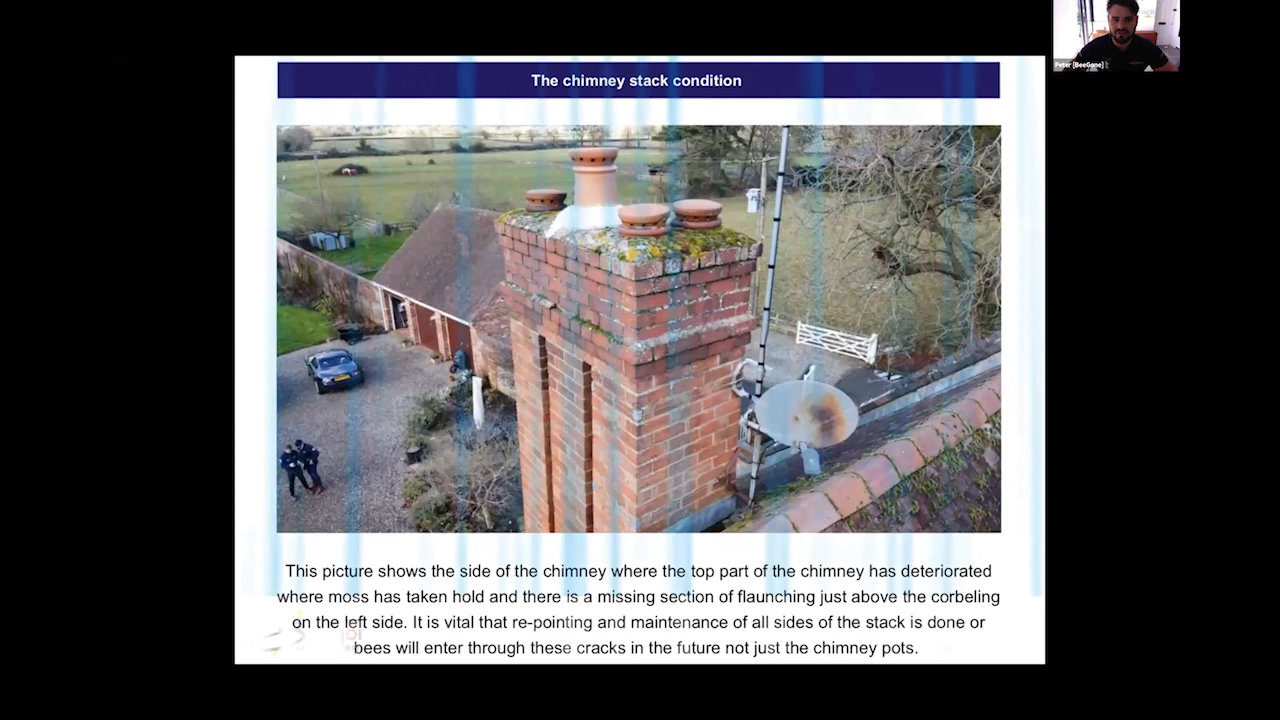 Peter [BeeGone]
The chimney stack condition
This picture shows the side of the chimney where the top part of the chimney has deteriorated
where moss has taken hold and there is a missing section of flaunching just above the corbeling
on the left side. It is vital that re-pointing and maintenance of all sides of the stack is done or
bees will enter through these cracks in the future not just the chimney pots.